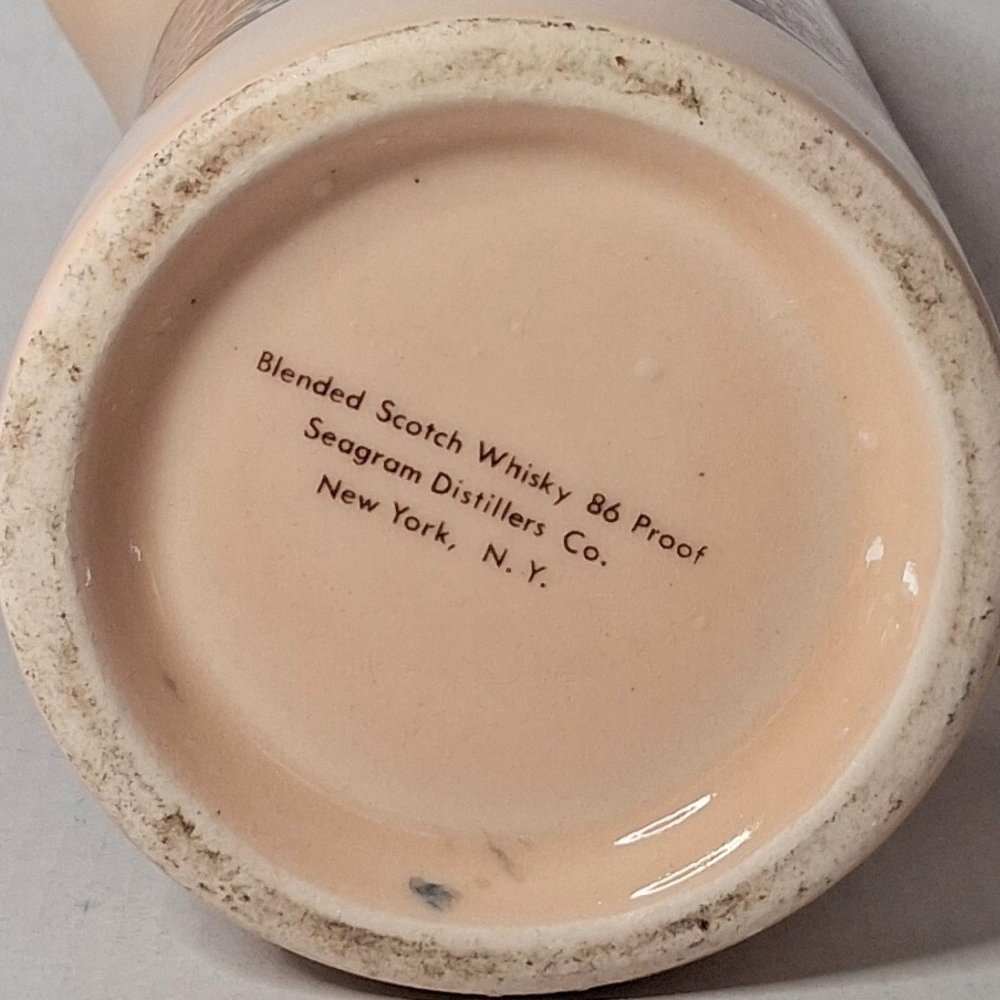 Blended Scotch Whisky 86 Proof
Seagram Distillers Co.
New York, N. Y.